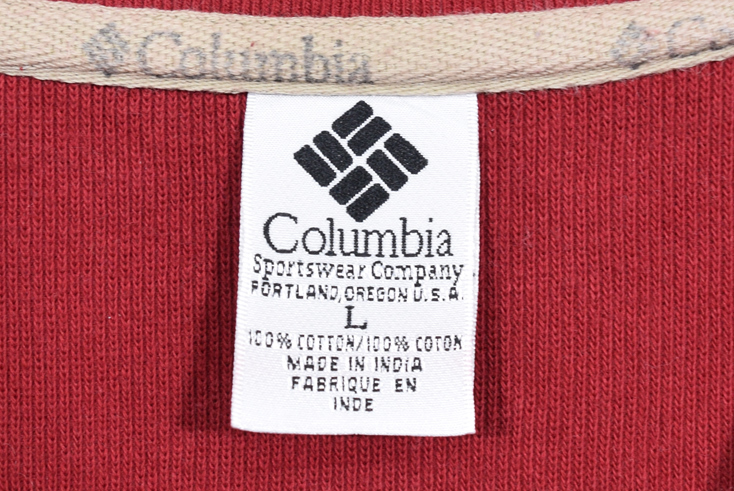 Columbia
C
Columbia
Sportswear Company
PORTLAND, OREGON U.S.A.
L
100% COTTON/100% COTON
MADE IN INDIA
FABRIQUE EN
INDE